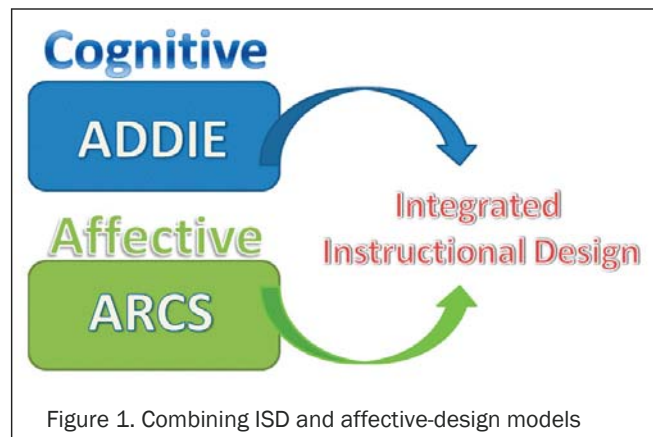 Cognitive
ADDIE
Affective
ARCS
Integrated
Instructional Design
Figure 1. Combining ISD and affective-design models